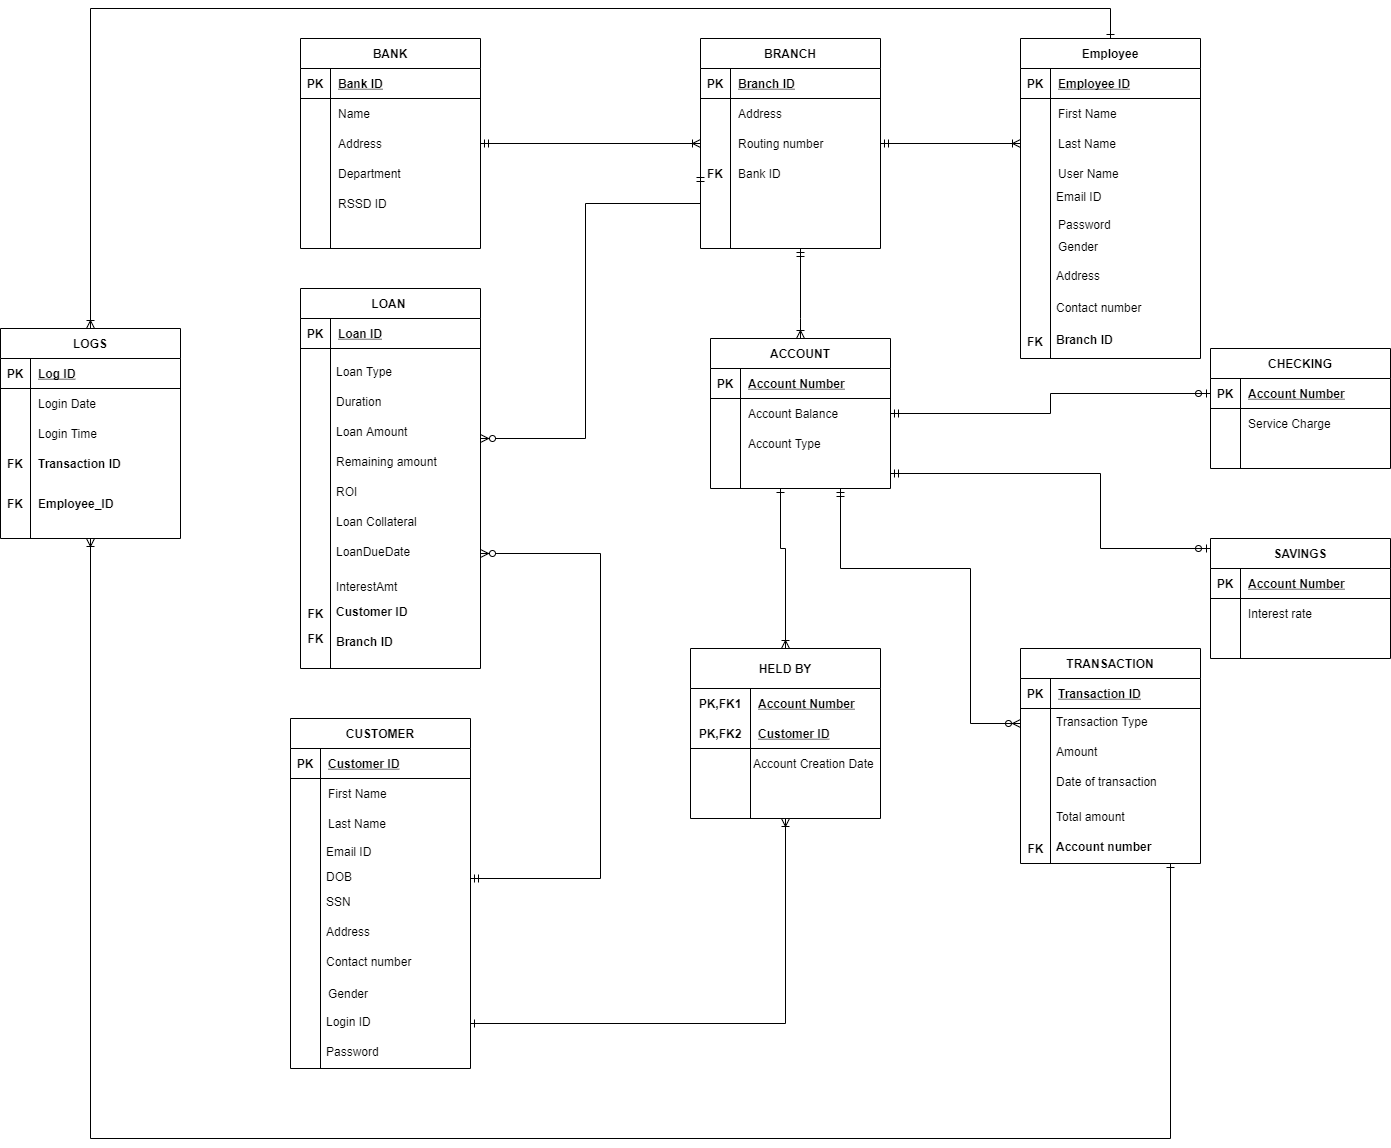 BANK
PK Bank ID
Name
Address
Department
RSSD ID
BRANCH
PK Branch ID
Address
Routing number
FK Bank ID
Employee
PK Employee ID
First Name
Last Name
User Name
Email ID
Password
Gender
Address
Contact number
FK Branch ID
LOGS
PK Log ID
Login Date
Login Time
FK Transaction ID
FK Employee_ID
LOAN
PK Loan ID
Loan Type
Duration
Loan Amount
Remaining amount
ROI
Loan Collateral
LoanDueDate
InterestAmt
FK Customer ID
FK Branch ID
ACCOUNT
PK Account Number
Account Balance
Account Type
CHECKING
PK Account Number
Service Charge
SAVINGS
PK Account Number
Interest rate
HELD BY
PK,FK1 Account Number
PK,FK2 Customer ID
Account Creation Date
TRANSACTION
PK Transaction ID
Transaction Type
Amount
Date of transaction
Total amount
FK Account number
CUSTOMER
PK Customer ID
First Name
Last Name
Email ID
DOB
SSN
Address
Contact number
Gender
Login ID
Password